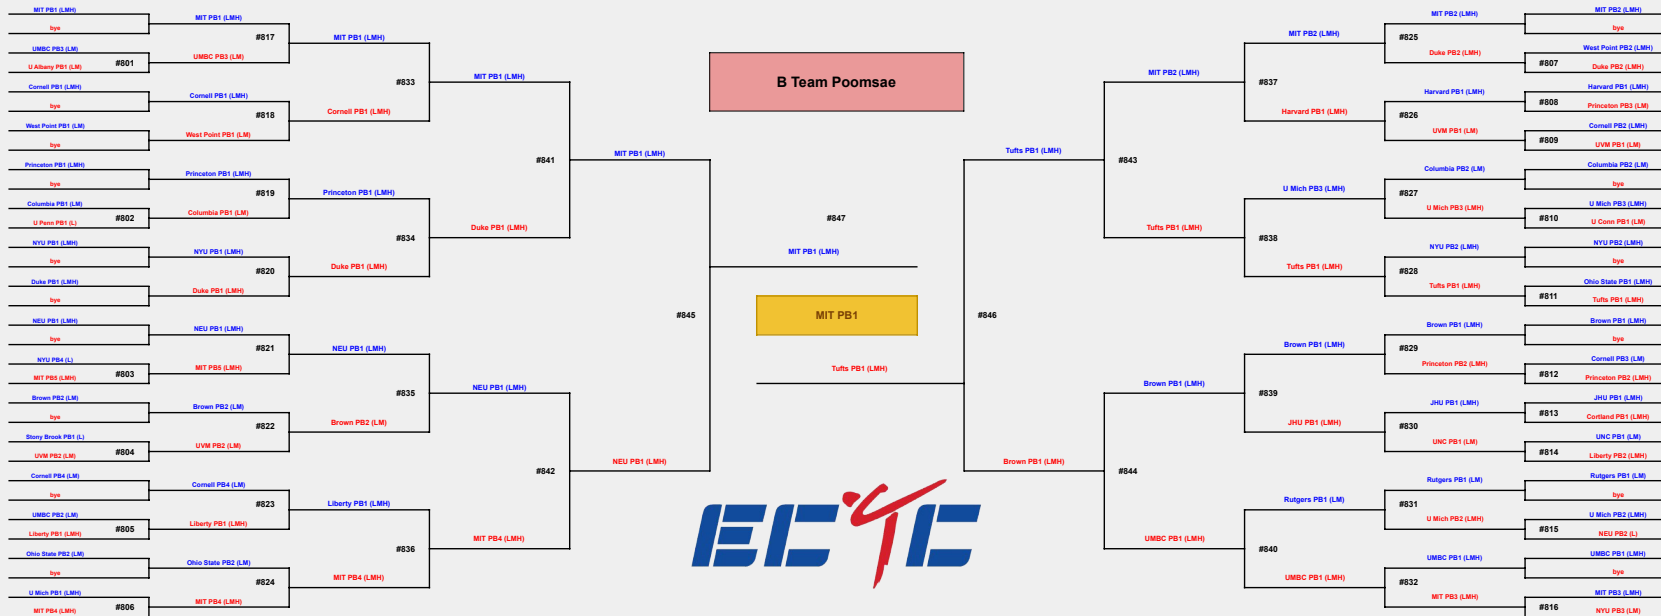 B Team Poomsae
MIT PB1 (LMH)
bye
UMBC PB3 (LM)
U Albany PB1 (LM)
#801
Cornell PB1 (LMH)
bye
West Point PB1 (LM)
bye
Princeton PB1 (LMH)
bye
Columbia PB1 (LM)
U Penn PB1 (L)
#802
NYU PB1 (LMH)
bye
Duke PB1 (LMH)
bye
NEU PB1 (LMH)
bye
NYU PB4 (L)
MIT PB5 (LMH)
#803
Brown PB2 (LM)
bye
Stony Brook PB1 (L)
UVM PB2 (LM)
#804
Cornell PB4 (LM)
bye
UMBC PB2 (LM)
Liberty PB1 (LMH)
#805
Ohio State PB2 (LM)
bye
U Mich PB1 (LMH)
MIT PB4 (LMH)
#806
MIT PB1 (LMH)
#817
UMBC PB3 (LM)
Cornell PB1 (LMH)
#818
West Point PB1 (LM)
Princeton PB1 (LMH)
#819
Columbia PB1 (LM)
NYU PB1 (LMH)
#820
Duke PB1 (LMH)
NEU PB1 (LMH)
#821
MIT PB5 (LMH)
Brown PB2 (LM)
#822
UVM PB2 (LM)
Cornell PB4 (LM)
#823
Liberty PB1 (LMH)
Ohio State PB2 (LM)
#824
MIT PB4 (LMH)
MIT PB1 (LMH)
#833
Cornell PB1 (LMH)
Princeton PB1 (LMH)
#834
Duke PB1 (LMH)
NEU PB1 (LMH)
#835
Brown PB2 (LM)
Liberty PB1 (LMH)
#836
MIT PB4 (LMH)
MIT PB1 (LMH)
#841
Duke PB1 (LMH)
NEU PB1 (LMH)
#842
MIT PB4 (LMH)
MIT PB1 (LMH)
#845
NEU PB1 (LMH)
#847
MIT PB1 (LMH)
MIT PB1
Tufts PB1 (LMH)
ECTC
Tufts PB1 (LMH)
#846
Brown PB1 (LMH)
MIT PB2 (LMH)
#843
Tufts PB1 (LMH)
Brown PB1 (LMH)
#844
UMBC PB1 (LMH)
MIT PB2 (LMH)
#837
Harvard PB1 (LMH)
U Mich PB3 (LMH)
#838
Tufts PB1 (LMH)
Brown PB1 (LMH)
#839
JHU PB1 (LMH)
Rutgers PB1 (LM)
#840
UMBC PB1 (LMH)
MIT PB2 (LMH)
#825
Duke PB2 (LMH)
Harvard PB1 (LMH)
#826
UVM PB1 (LM)
Columbia PB2 (LM)
#827
U Mich PB3 (LMH)
NYU PB2 (LMH)
#828
Tufts PB1 (LMH)
Brown PB1 (LMH)
#829
Princeton PB2 (LMH)
JHU PB1 (LMH)
#830
UNC PB1 (LM)
Rutgers PB1 (LM)
#831
U Mich PB2 (LMH)
UMBC PB1 (LMH)
#832
MIT PB3 (LMH)
MIT PB2 (LMH)
bye
West Point PB2 (LMH)
#807
Duke PB2 (LMH)
Harvard PB1 (LMH)
#808
Princeton PB3 (LM)
Cornell PB2 (LMH)
#809
UVM PB1 (LM)
Columbia PB2 (LM)
bye
U Mich PB3 (LMH)
#810
U Conn PB1 (LM)
NYU PB2 (LMH)
bye
Ohio State PB1 (LMH)
#811
Tufts PB1 (LMH)
Brown PB1 (LMH)
bye
Cornell PB3 (LM)
#812
Princeton PB2 (LMH)
JHU PB1 (LMH)
#813
Cortland PB1 (LMH)
UNC PB1 (LM)
#814
Liberty PB2 (LMH)
Rutgers PB1 (LM)
bye
U Mich PB2 (LMH)
#815
NEU PB2 (L)
UMBC PB1 (LMH)
bye
MIT PB3 (LMH)
#816
NYU PB3 (LM)